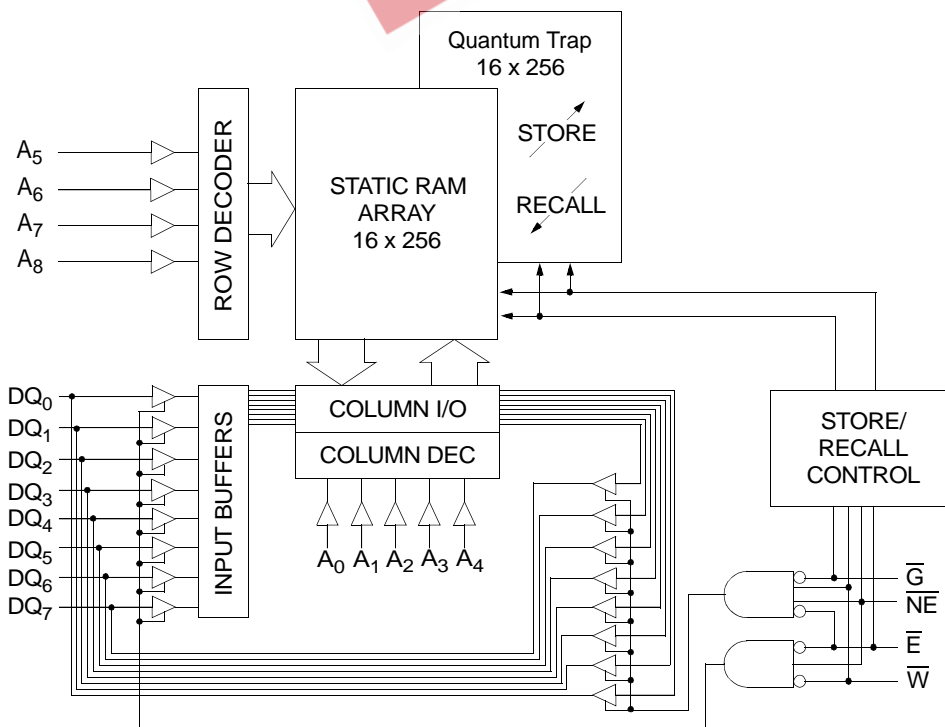 Quantum Trap
16 x 256
STORE
RECALL
STATIC RAM
ARRAY
16 x 256
ROW DECODER
A5
A6
A7
A8
DQ0
DQ1
DQ2
DQ3
DQ4
DQ5
DQ6
DQ7
INPUT BUFFERS
COLUMN I/O
COLUMN DEC
A0 A1 A2 A3 A4
STORE/
RECALL
CONTROL
G̅
N̅E̅
E̅
W̅